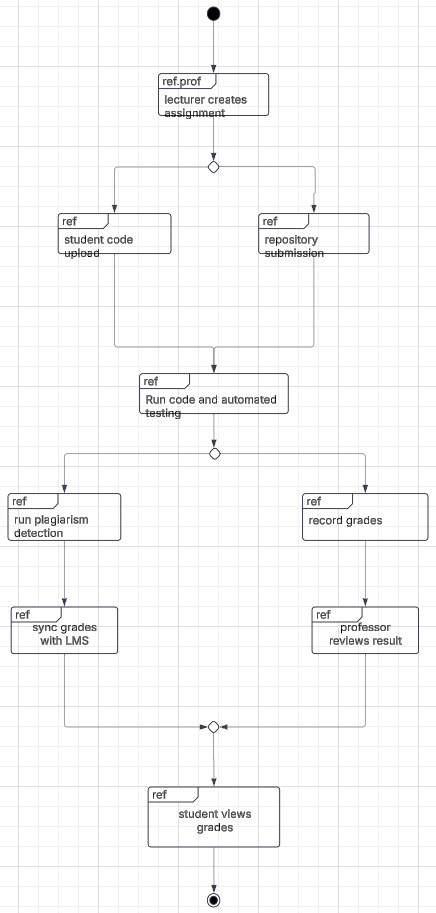 ref.prof
lecturer creates
assignment
ref
student code
upload
ref
repository
submission
ref
Run code and automated
testing
ref
run plagiarism
detection
ref
record grades
ref
sync grades
with LMS
ref
professor
reviews result
ref
student views
grades